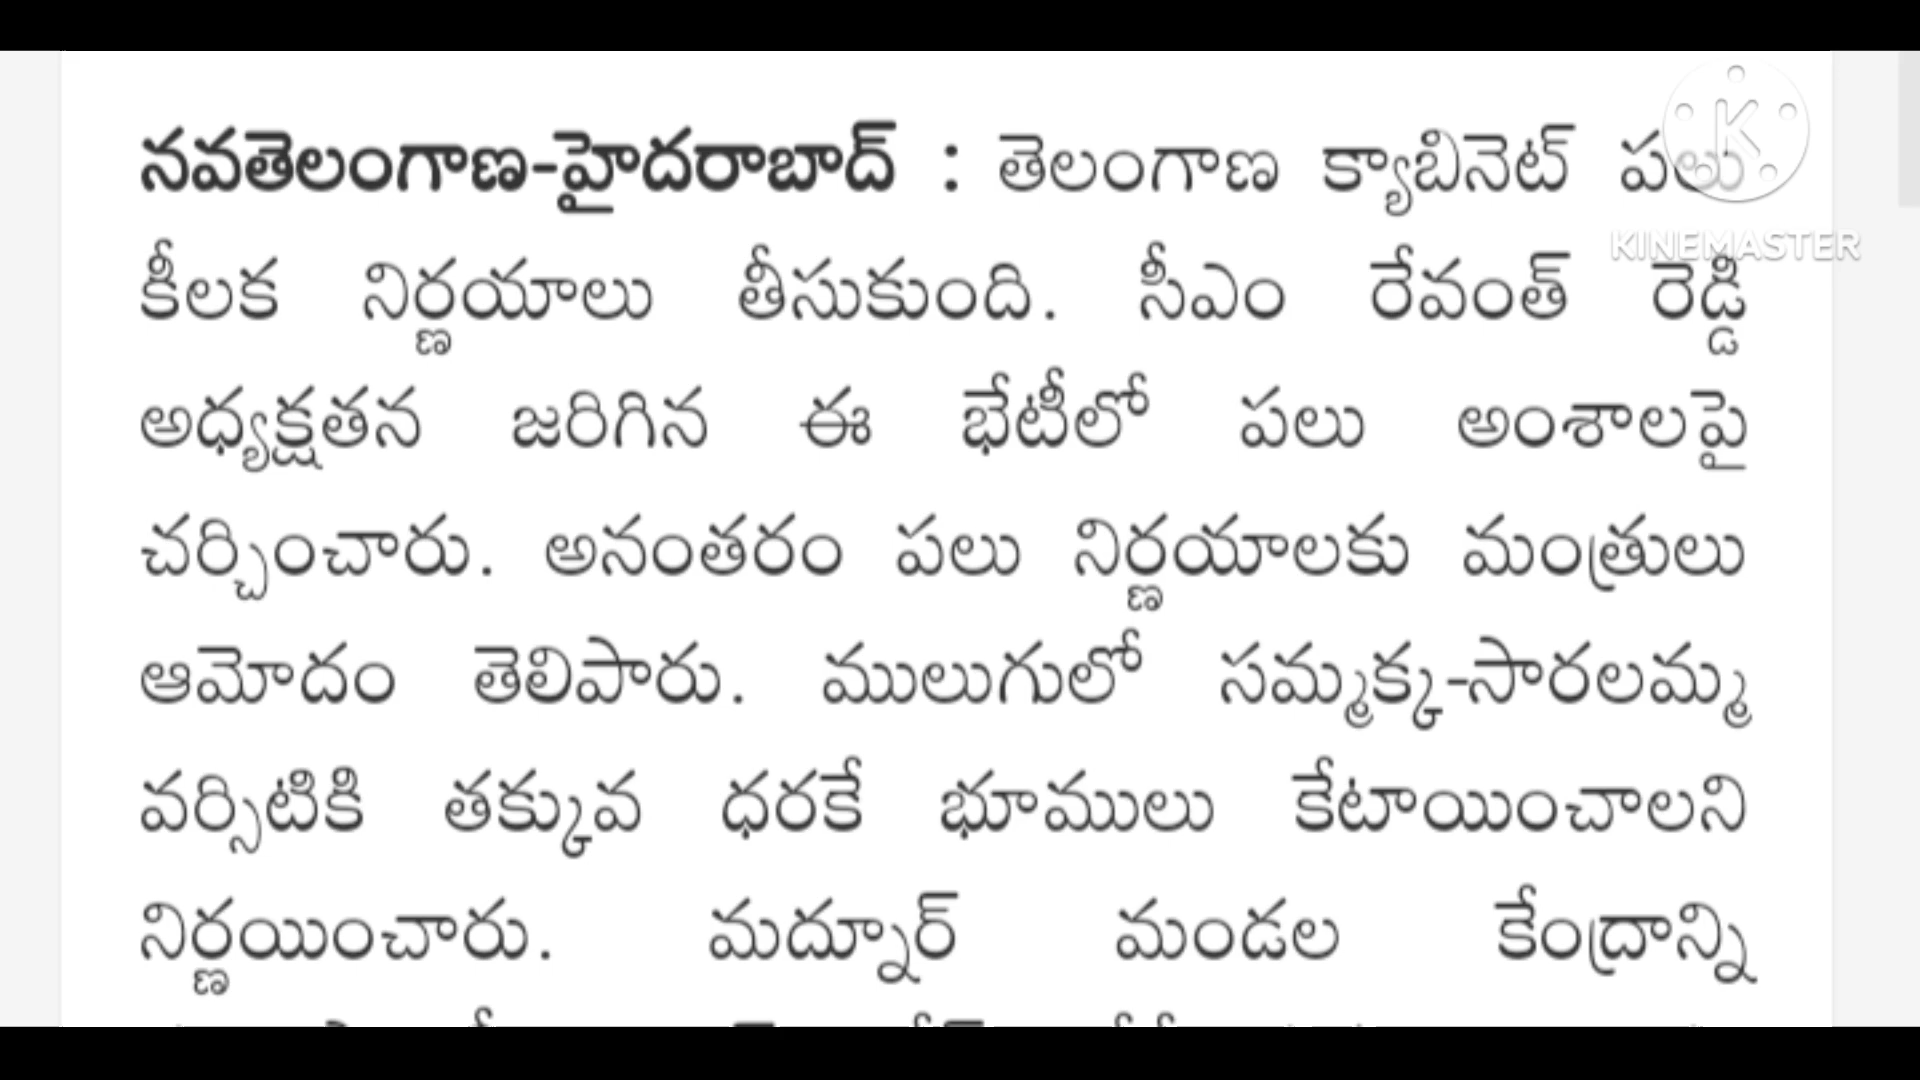 నవతెలంగాణ-హైదరాబాద్ : తెలంగాణ క్యాబినెట్ పలు
కీలక నిర్ణయాలు తీసుకుంది. సీఎం రేవంత్ రెడ్డి
అధ్యక్షతన జరిగిన ఈ భేటీలో పలు అంశాలపై
చర్చించారు. అనంతరం పలు నిర్ణయాలకు మంత్రులు
ఆమోదం తెలిపారు. ములుగులో సమ్మక్క-సారలమ్మ
వర్సిటికి తక్కువ ధరకే భూములు కేటాయించాలని
నిర్ణయించారు. మద్నూర్ మండల కేంద్రాన్ని
K
KINEMASTER